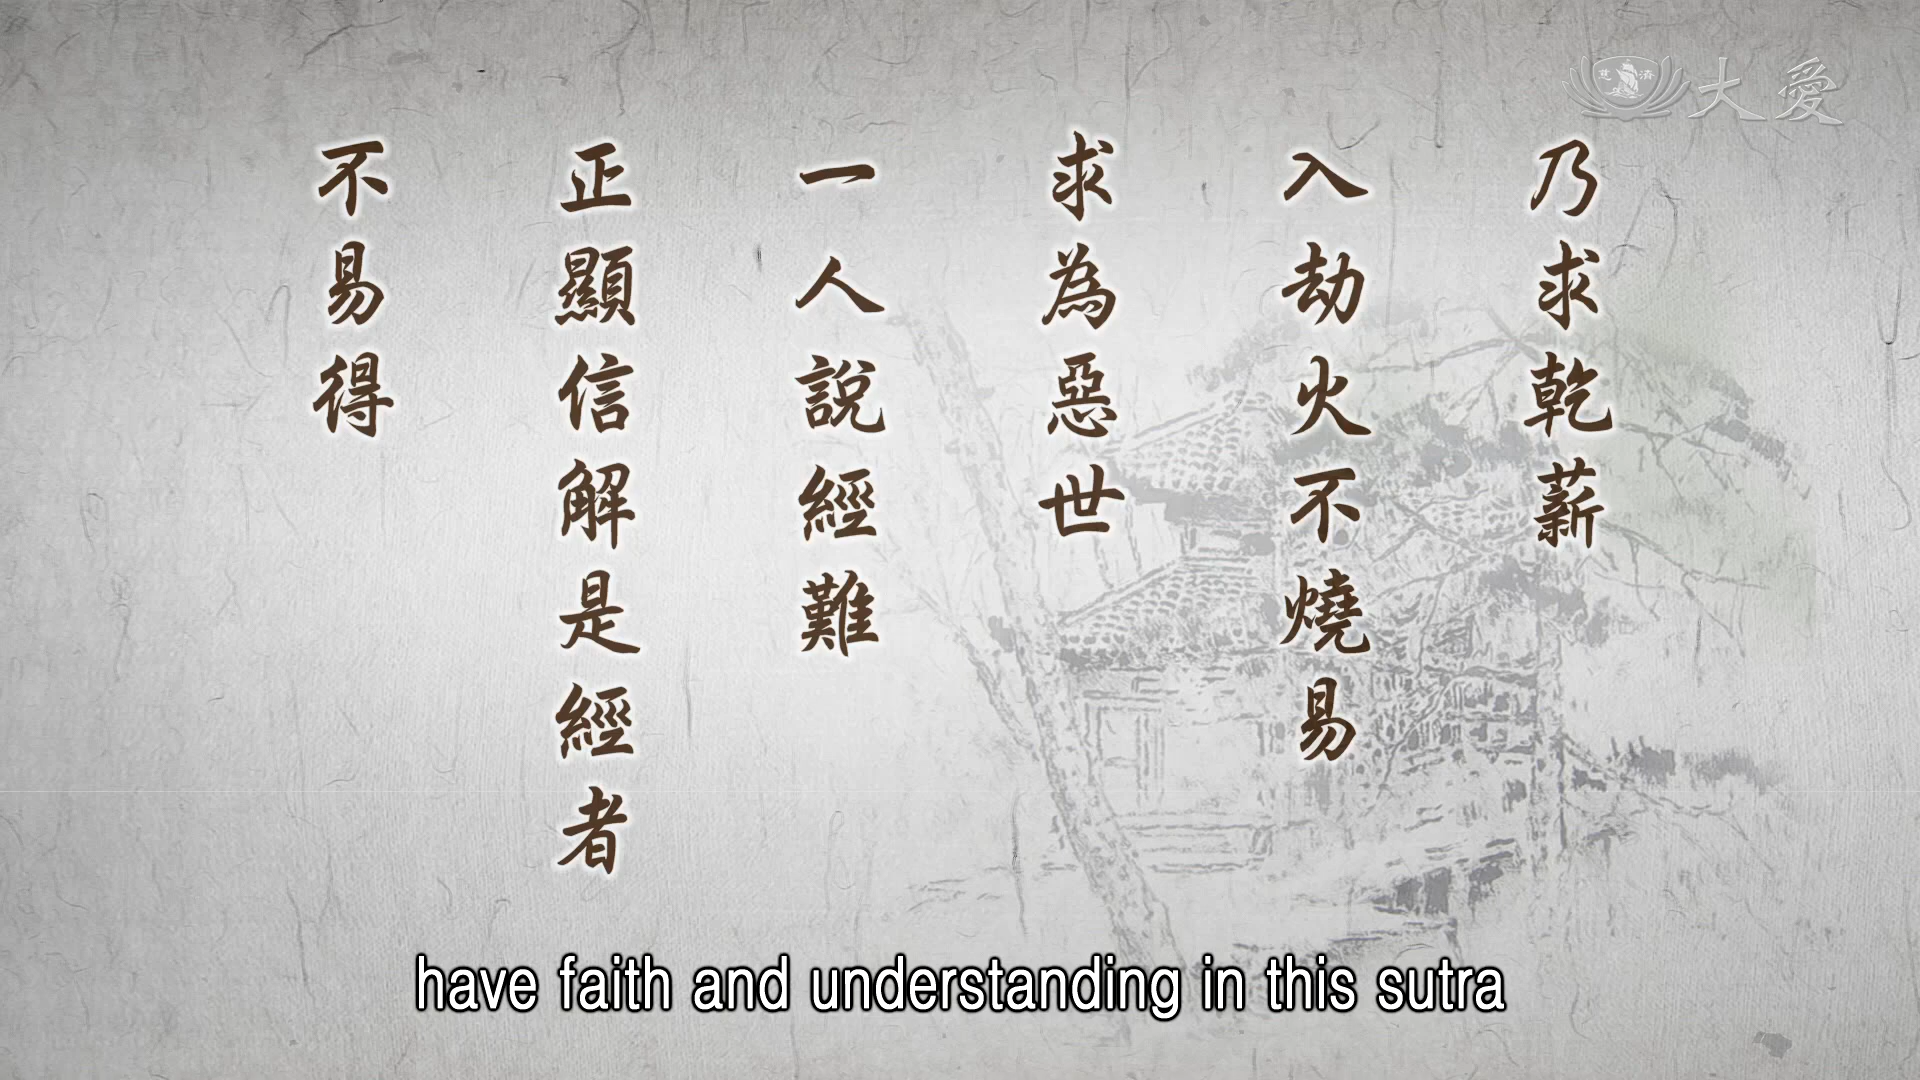 慈濟
大愛
乃求乾薪
入劫火不燒易
求為惡世
一人說經難
正顯信解是經者
不易得
have faith and understanding in this sutra